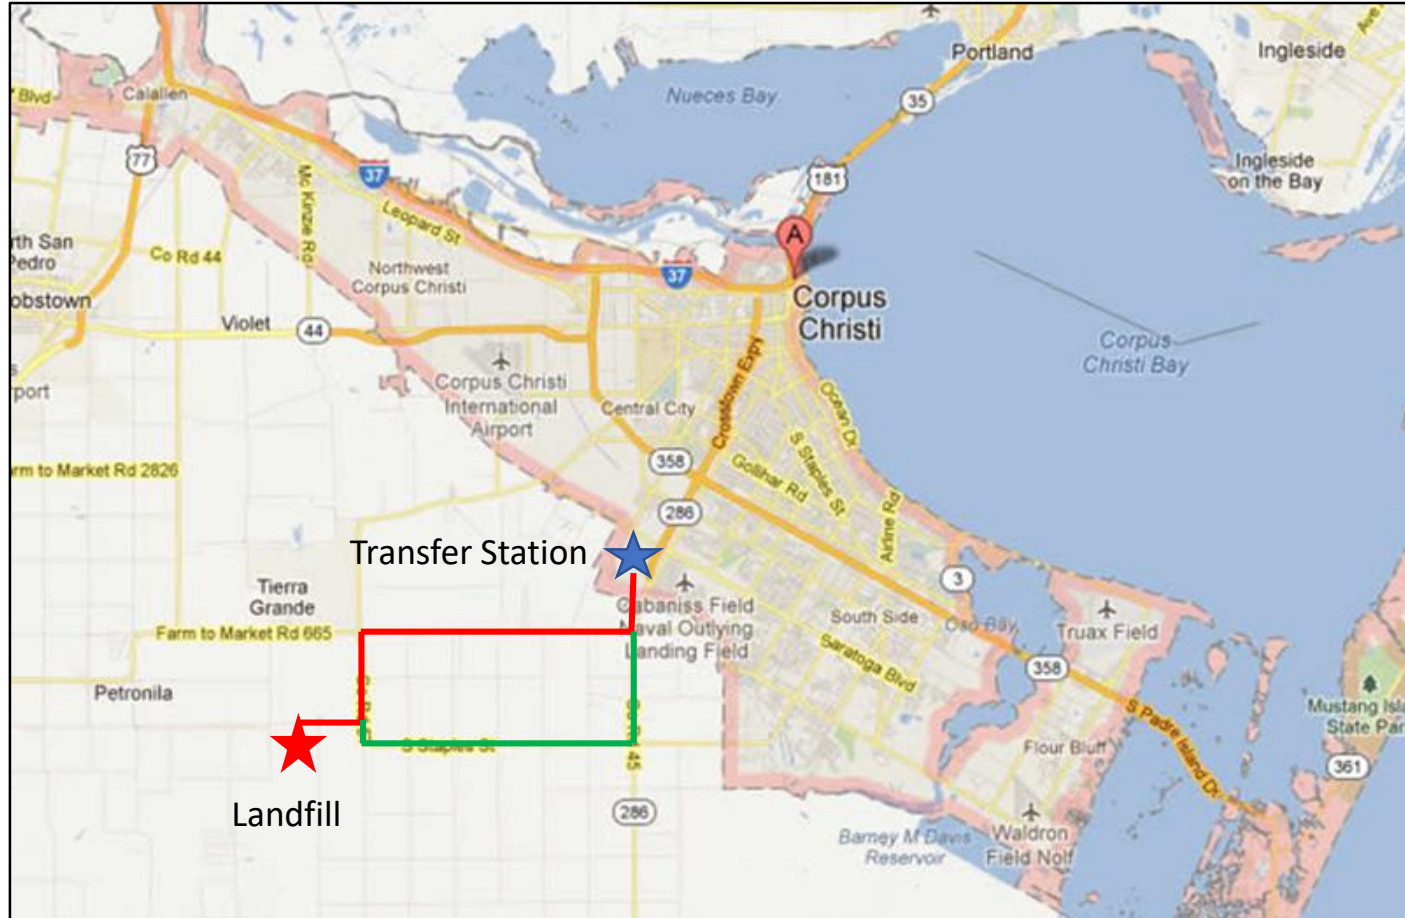 Portland
Ingleside
Nueces Bay
35
Calallen
Blvd
77
37
181
Ingleside
on the Bay
Mc Kinzie Rd
Leopard St
A
rth San
Pedro
Co Rd 44
Northwest
Corpus Christi
37
obstown
Corpus
Christi
Violet
44
Corpus
Christi Bay
Crosstown Expy
Corpus Christi
International
Airport
port
Central City
Ocean Dr
S Staples St
358
Gollihar Rd
rm to Market Rd 2826
286
Airline Rd
Transfer Station
3
Tierra
Grande
Cabaniss Field
Naval Outlying
Landing Field
South Side
Oso Bay
Truax Field
Farm to Market Rd 665
Saratoga Blvd
358
Petronila
S Padre Island Dr
Mustang Isla
State Par
S Staples St
45
Flour Bluff
361
Landfill
286
Barney M Davis
Reservoir
Waldron
Field Nolf